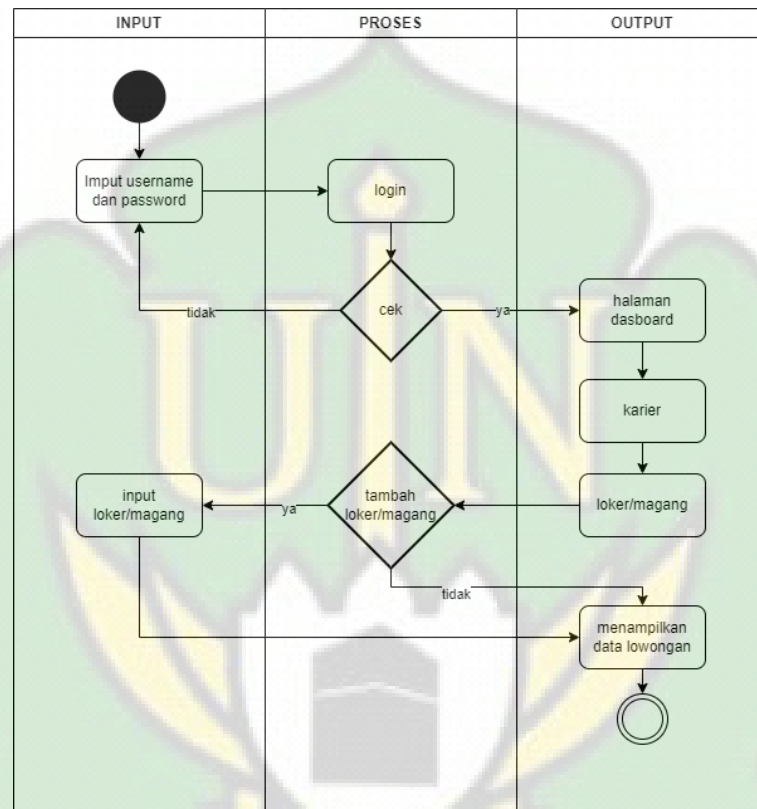 INPUT
PROSES
OUTPUT
Imput username
dan password
login
cek
tidak
ya
halaman
dasboard
karier
loker/magang
tambah
loker/magang
ya
input
loker/magang
tidak
menampilkan
data lowongan
UIN